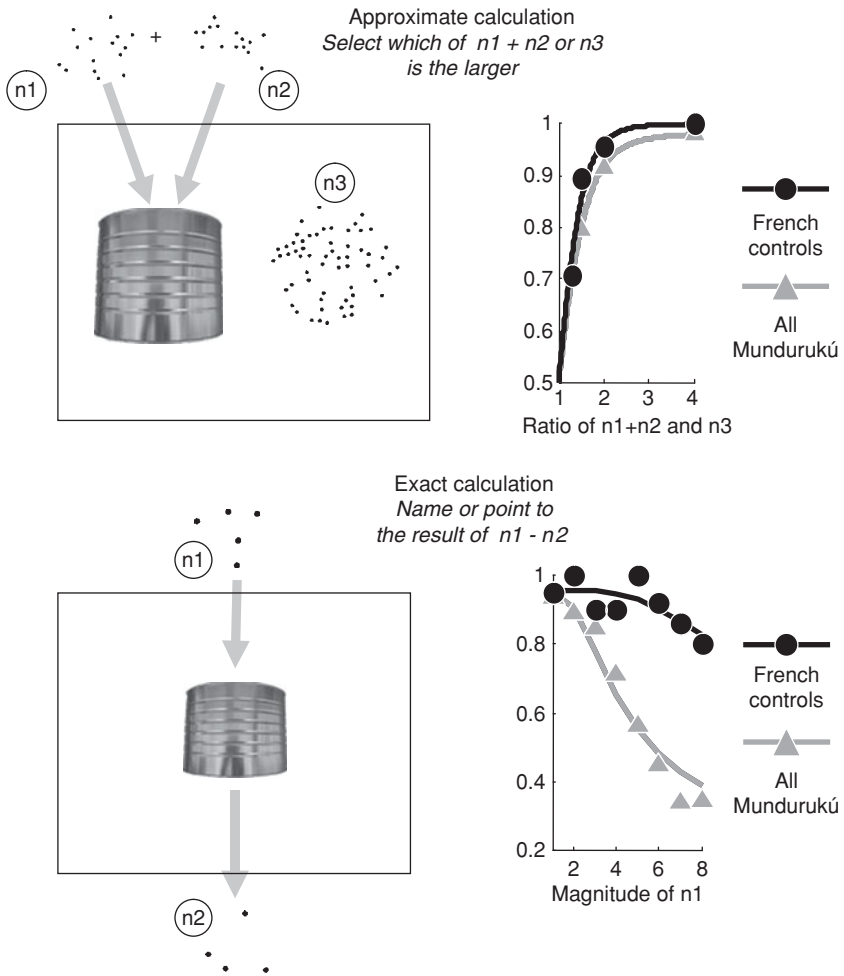 Approximate calculation
Select which of n1 + n2 or n3
is the larger
+
n1
n2
n3
1
0.9
0.8
0.7
0.6
0.5
1 2 3 4
Ratio of n1+n2 and n3
French
controls
All
Mundurukú
Exact calculation
Name or point to
the result of n1 - n2
n1
n2
1
0.8
0.6
0.4
0.2
2 4 6 8
Magnitude of n1
French
controls
All
Mundurukú